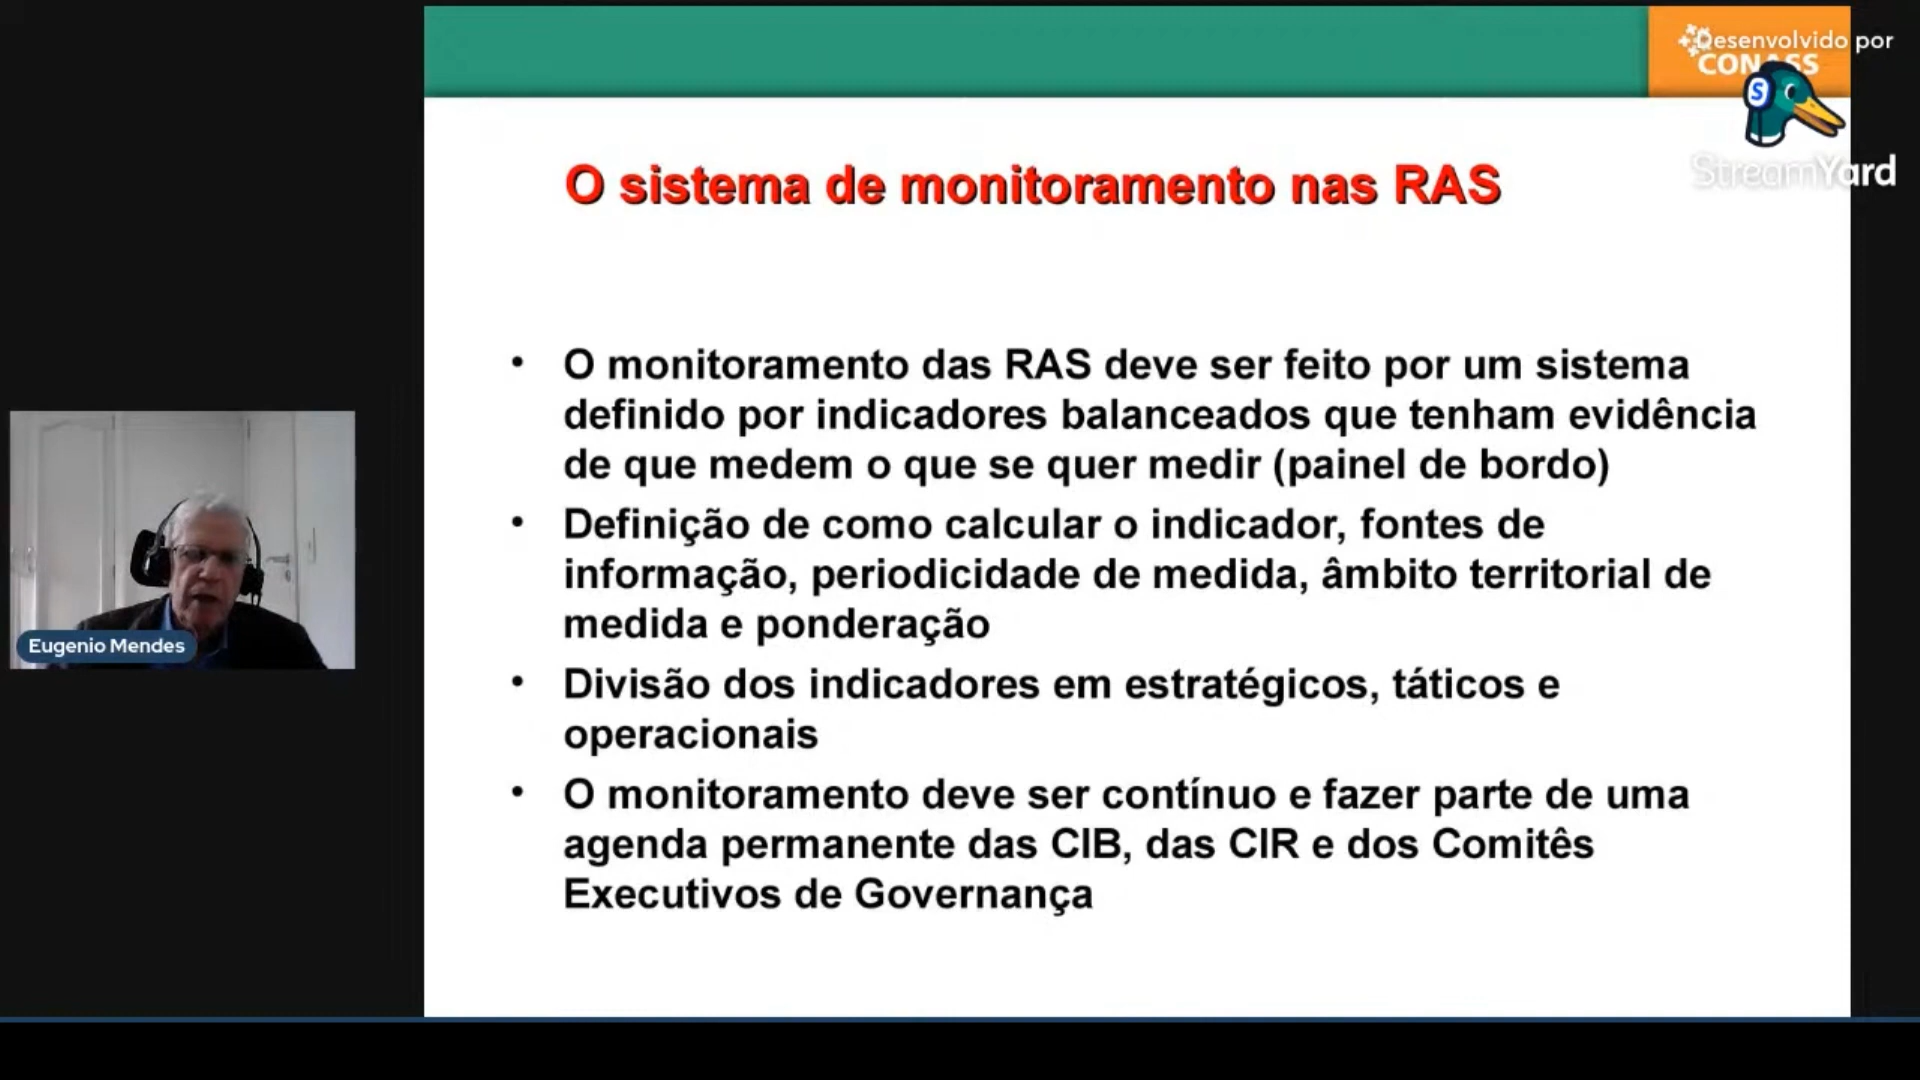 Desenvolvido por
CONASS
S
StreamYard
O sistema de monitoramento nas RAS
• O monitoramento das RAS deve ser feito por um sistema
definido por indicadores balanceados que tenham evidência
de que medem o que se quer medir (painel de bordo)
• Definição de como calcular o indicador, fontes de
informação, periodicidade de medida, âmbito territorial de
medida e ponderação
• Divisão dos indicadores em estratégicos, táticos e
operacionais
• O monitoramento deve ser contínuo e fazer parte de uma
agenda permanente das CIB, das CIR e dos Comitês
Executivos de Governança
Eugenio Mendes